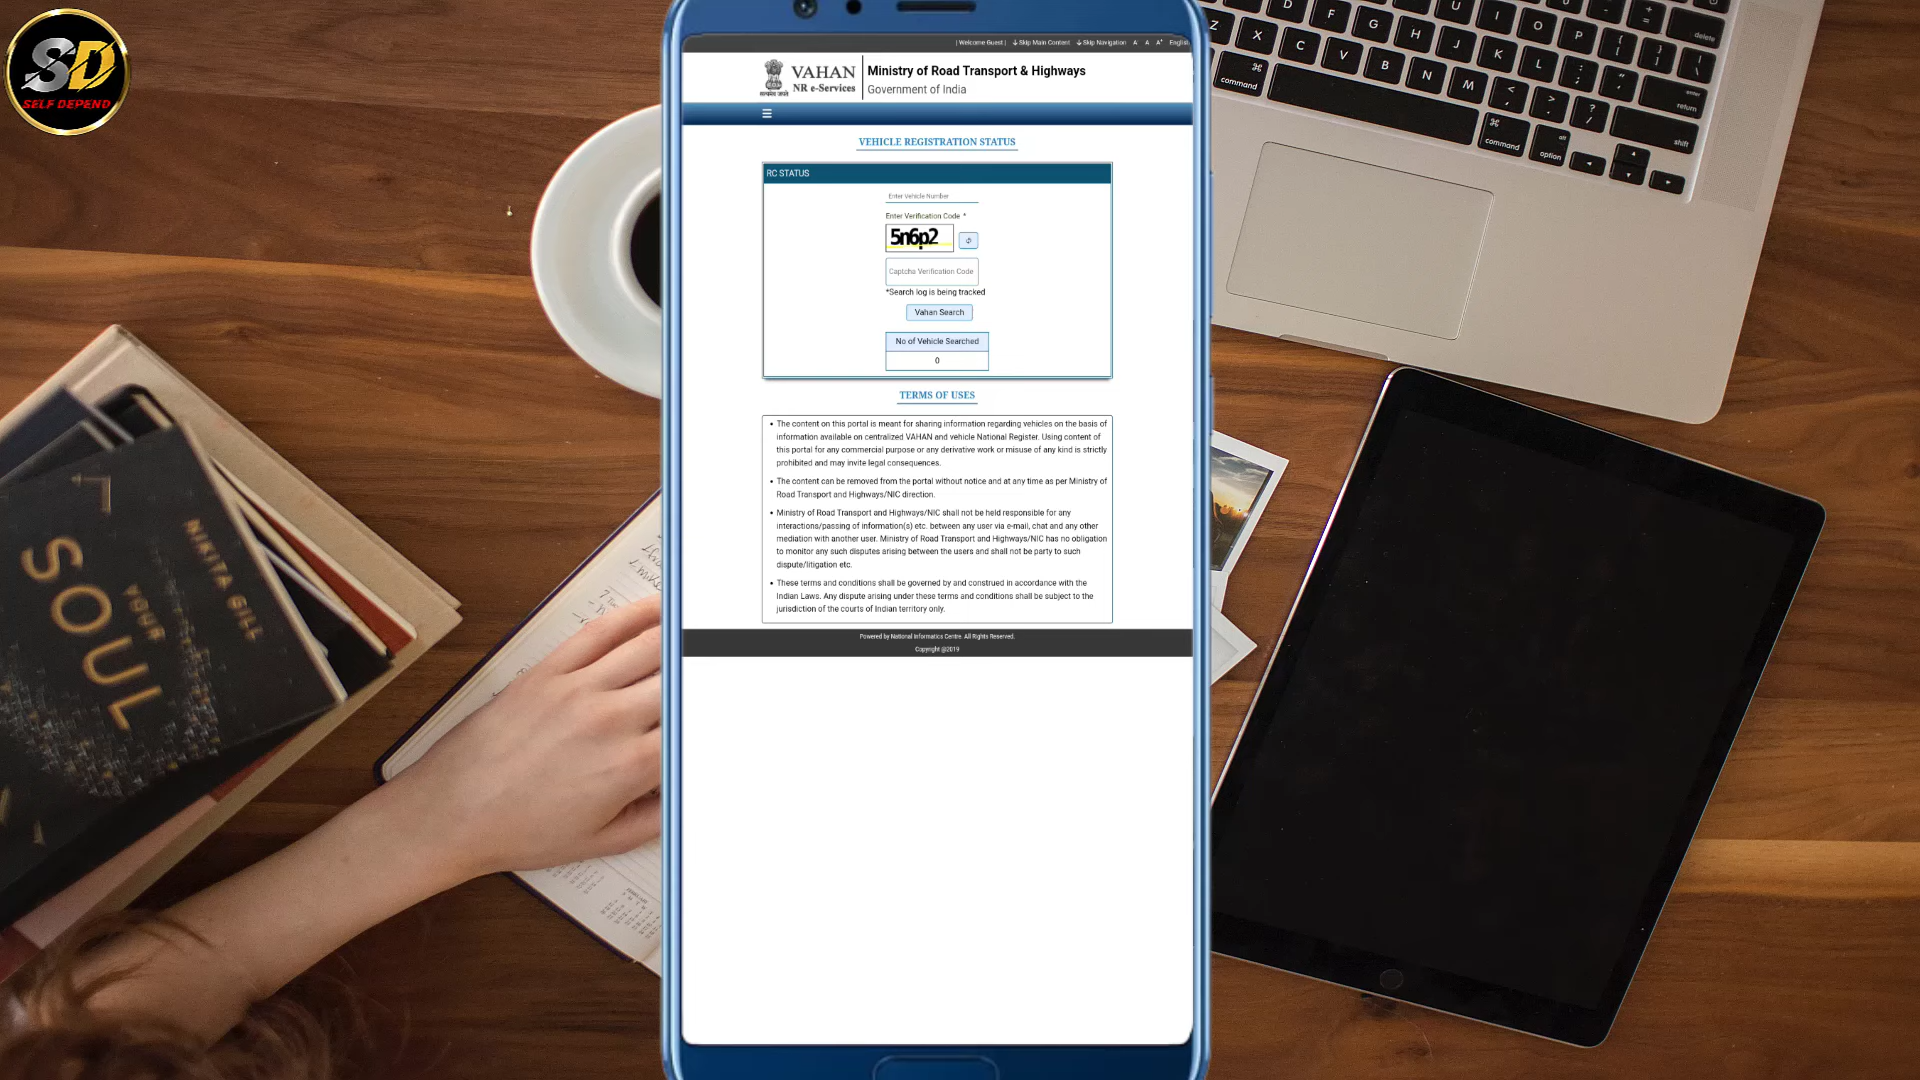 SD
SELF DEPEND
| Welcome Guest | Skip Main Content Skip Navigation A- A A+ English
VAHAN
NR e-Services
Ministry of Road Transport & Highways
Government of India
सत्यमेव जयते
VEHICLE REGISTRATION STATUS
RC STATUS
Enter Vehicle Number
Enter Verification Code *
5n6p2
Captcha Verification Code
*Search log is being tracked
Vahan Search
No of Vehicle Searched
0
TERMS OF USES
• The content on this portal is meant for sharing information regarding vehicles on the basis of
information available on centralized VAHAN and vehicle National Register. Using content of
this portal for any commercial purpose or any derivative work or misuse of any kind is strictly
prohibited and may invite legal consequences.
• The content can be removed from the portal without notice and at any time as per Ministry of
Road Transport and Highways/NIC direction.
• Ministry of Road Transport and Highways/NIC shall not be held responsible for any
interactions/passing of information(s) etc. between any user via e-mail, chat and any other
mediation with another user. Ministry of Road Transport and Highways/NIC has no obligation
to monitor any such disputes arising between the users and shall not be party to such
dispute/litigation etc.
• These terms and conditions shall be governed by and construed in accordance with the
Indian Laws. Any dispute arising under these terms and conditions shall be subject to the
jurisdiction of the courts of Indian territory only.
Powered by National Informatics Centre. All Rights Reserved.
Copyright @2019
YOUR
SOUL
NIKITA GILL
D F G H J K L
Z X C V B N M
U I O P
delete
return
shift
command
command
option